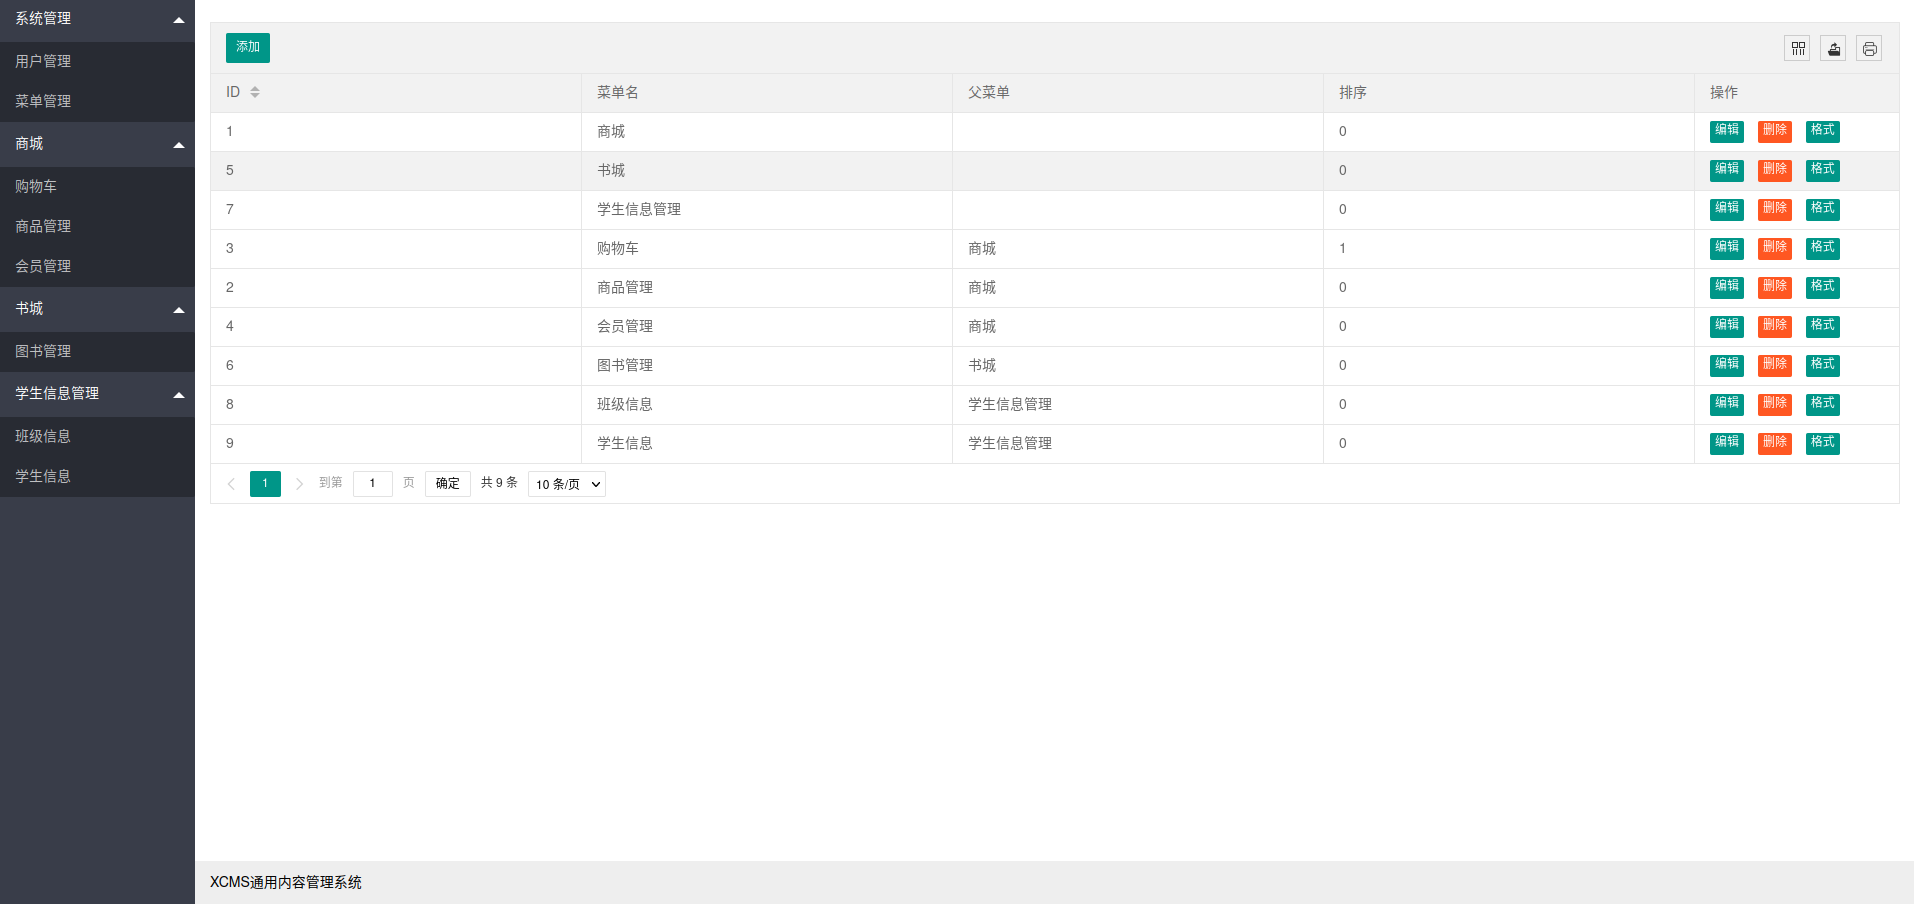 系统管理
用户管理
菜单管理
商城
购物车
商品管理
会员管理
书城
图书管理
学生信息管理
班级信息
学生信息
添加
ID 菜单名 父菜单 排序 操作
1 商城 0 编辑 删除 格式
5 书城 0 编辑 删除 格式
7 学生信息管理 0 编辑 删除 格式
3 购物车 商城 1 编辑 删除 格式
2 商品管理 商城 0 编辑 删除 格式
4 会员管理 商城 0 编辑 删除 格式
6 图书管理 书城 0 编辑 删除 格式
8 班级信息 学生信息管理 0 编辑 删除 格式
9 学生信息 学生信息管理 0 编辑 删除 格式
1 到第 1 页 确定 共 9 条 10 条/页
XCMS通用内容管理系统